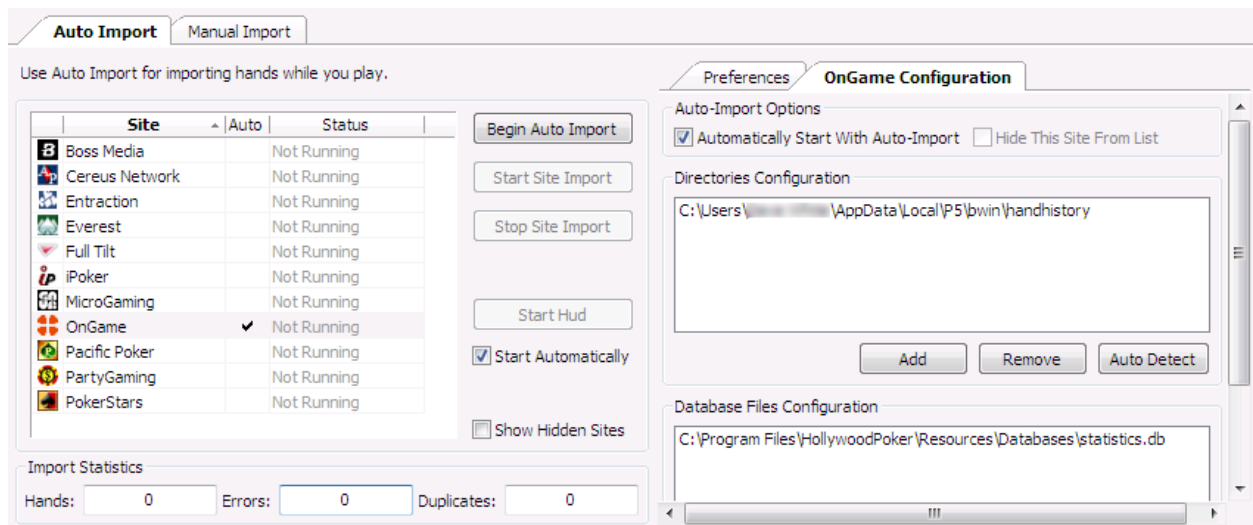 Auto Import
Manual Import
Use Auto Import for importing hands while you play.
Site Auto Status
Boss Media Not Running
Cereus Network Not Running
Entraction Not Running
Everest Not Running
Full Tilt Not Running
iPoker Not Running
MicroGaming Not Running
OnGame Not Running
Pacific Poker Not Running
PartyGaming Not Running
PokerStars Not Running
Begin Auto Import
Start Site Import
Stop Site Import
Start Hud
Start Automatically
Show Hidden Sites
Import Statistics
Hands: 0 Errors: 0 Duplicates: 0
Preferences
OnGame Configuration
Auto-Import Options
Automatically Start With Auto-Import Hide This Site From List
Directories Configuration
C:\Users\ \AppData\Local\P5\bwin\handhistory
Add Remove Auto Detect
Database Files Configuration
C:\Program Files\HollywoodPoker\Resources\Databases\statistics.db